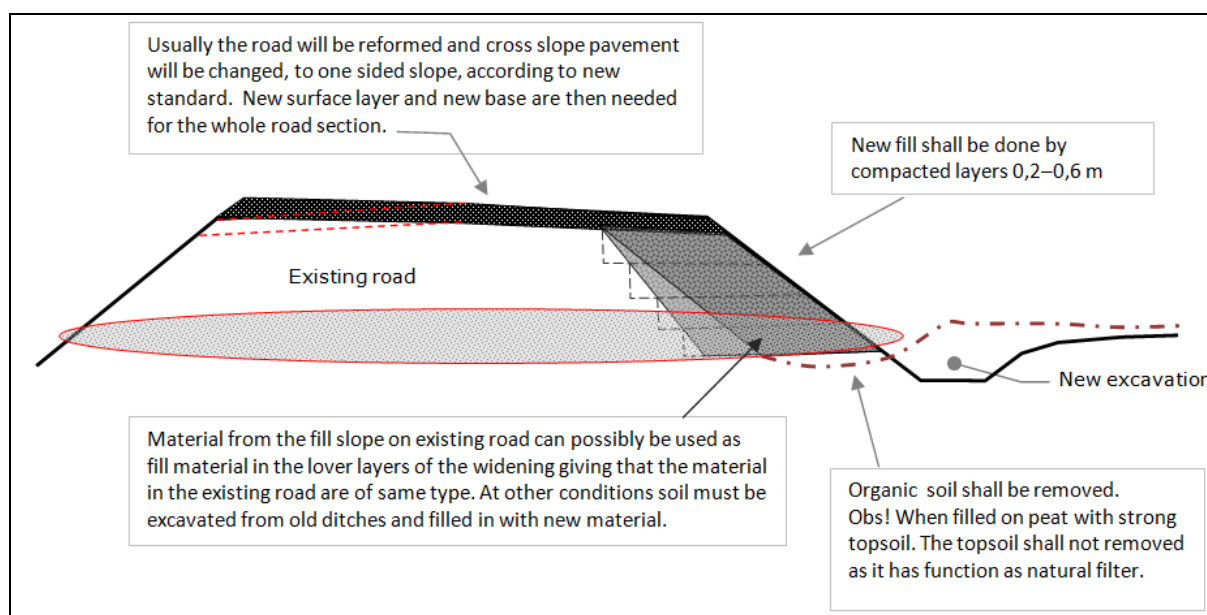 Usually the road will be reformed and cross slope pavement
will be changed, to one sided slope, according to new
standard. New surface layer and new base are then needed
for the whole road section.
New fill shall be done by
compacted layers 0,2–0,6 m
Existing road
New excavation
Material from the fill slope on existing road can possibly be used as
fill material in the lover layers of the widening giving that the material
in the existing road are of same type. At other conditions soil must be
excavated from old ditches and filled in with new material.
Organic soil shall be removed.
Obs! When filled on peat with strong
topsoil. The topsoil shall not removed
as it has function as natural filter.